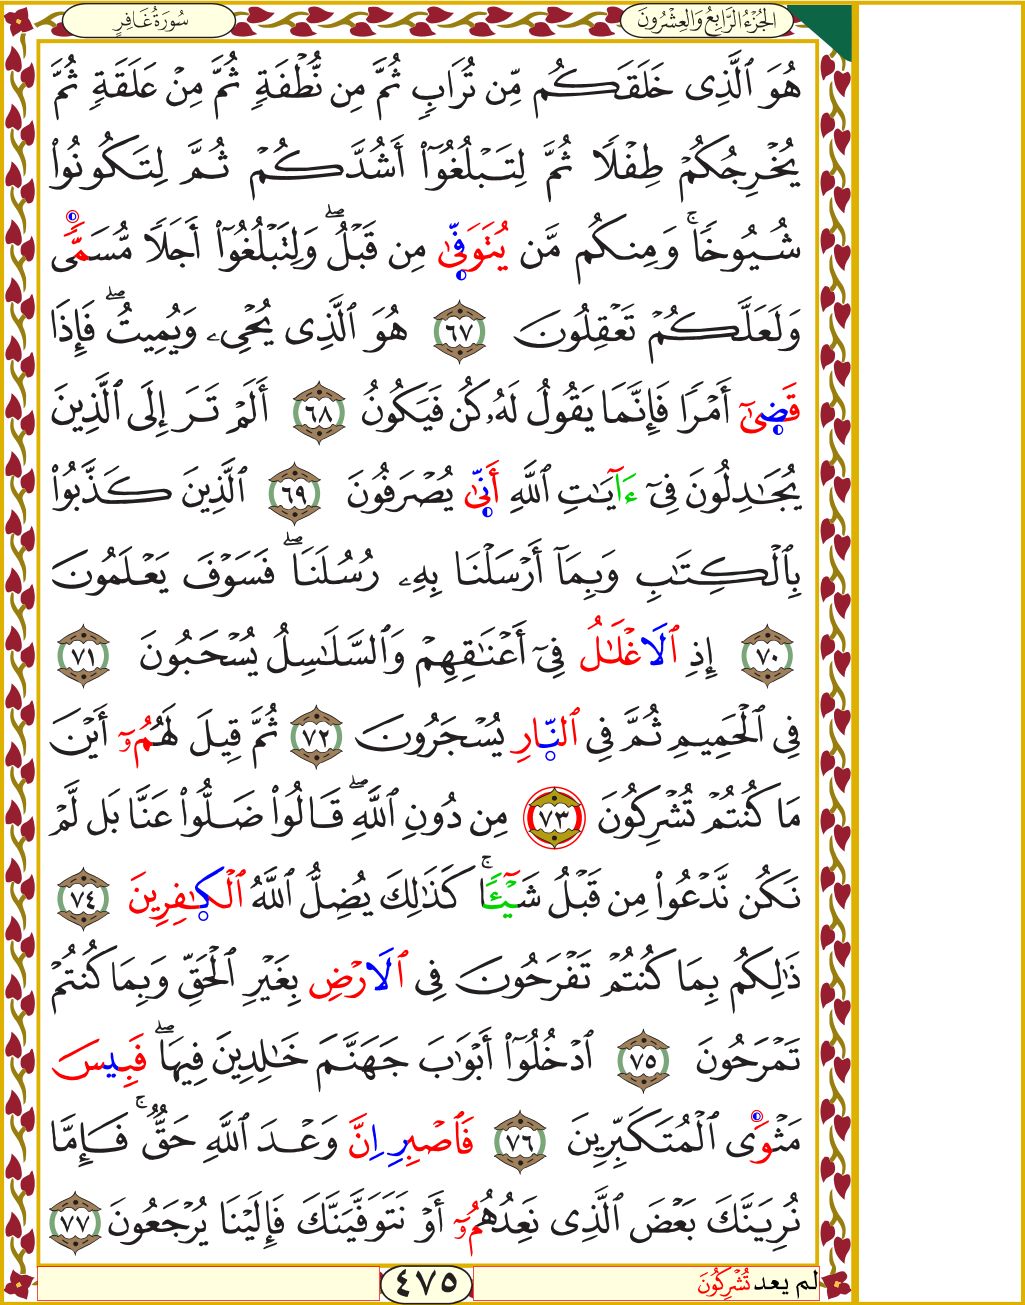 الجُزْءُ الرَّابِعُ وَالعِشْرُونَ
سُورَةُ غَافِرٍ
هُوَ ٱلَّذِى خَلَقَكُم مِّن تُرَابٖ ثُمَّ مِن نُّطْفَةٖ ثُمَّ مِنْ عَلَقَةٖ ثُمَّ
يُخْرِجُكُمْ طِفْلٗا ثُمَّ لِتَبْلُغُوٓاْ أَشُدَّكُمْ ثُمَّ لِتَكُونُواْ
شُيُوخٗاۚ وَمِنكُم مَّن يُتَوَفّٜىٰ مِن قَبْلُۖ وَلِتَبْلُغُوٓاْ أَجَلٗا مُّسَمّٗى
وَلَعَلَّكُمْ تَعْقِلُونَ ٦٧ هُوَ ٱلَّذِى يُحْىِۦ وَيُمِيتُۖ فَإِذَا
قَضٜىٰٓ أَمْرٗا فَإِنَّمَا يَقُولُ لَهُۥ كُن فَيَكُونُ ٦٨ أَلَمْ تَرَ إِلَى ٱلَّذِينَ
يُجَٰدِلُونَ فِىٓ ءَآيَٰتِ ٱللَّهِ أَنّٜىٰ يُصْرَفُونَ ٦٩ ٱلَّذِينَ كَذَّبُواْ
بِٱلْكِتَٰبِ وَبِمَآ أَرْسَلْنَا بِهِۦ رُسُلَنَاۖ فَسَوْفَ يَعْلَمُونَ
٧٠ إِذِ ٱلَاغْلَٰلُ فِىٓ أَعْنَٰقِهِمْ وَٱلسَّلَٰسِلُ يُسْحَبُونَ ٧١
فِى ٱلْحَمِيمِ ثُمَّ فِى ٱلنّٜارِ يُسْجَرُونَ ٧٢ ثُمَّ قِيلَ لَهُمُۥٓ أَيْنَ
مَا كُنتُمْ تُشْرِكُونَ ٧٣ مِن دُونِ ٱللَّهِۖ قَالُواْ ضَلُّواْ عَنَّا بَل لَّمْ
نَكُن نَّدْعُواْ مِن قَبْلُ شَيْٓـٔٗاۚ كَذَٰلِكَ يُضِلُّ ٱللَّهُ ٱلْكٰٜفِرِينَ ٧٤
ذَٰلِكُم بِمَا كُنتُمْ تَفْرَحُونَ فِى ٱلَارْضِ بِغَيْرِ ٱلْحَقِّ وَبِمَا كُنتُمْ
تَمْرَحُونَ ٧٥ ٱدْخُلُوٓاْ أَبْوَٰبَ جَهَنَّمَ خَٰلِدِينَ فِيهَاۖ فَبِيسَ
مَثْوَى ٱلْمُتَكَبِّرِينَ ٧٦ فَٱصْبِرِ اِنَّ وَعْدَ ٱللَّهِ حَقّٞۚ فَإِمَّا
نُرِيَنَّكَ بَعْضَ ٱلَّذِى نَعِدُهُمُۥٓ أَوْ نَتَوَفَّيَنَّكَ فَإِلَيْنَا يُرْجَعُونَ ٧٧
لم يعد تُشْرِكُونَ
٤٧٥